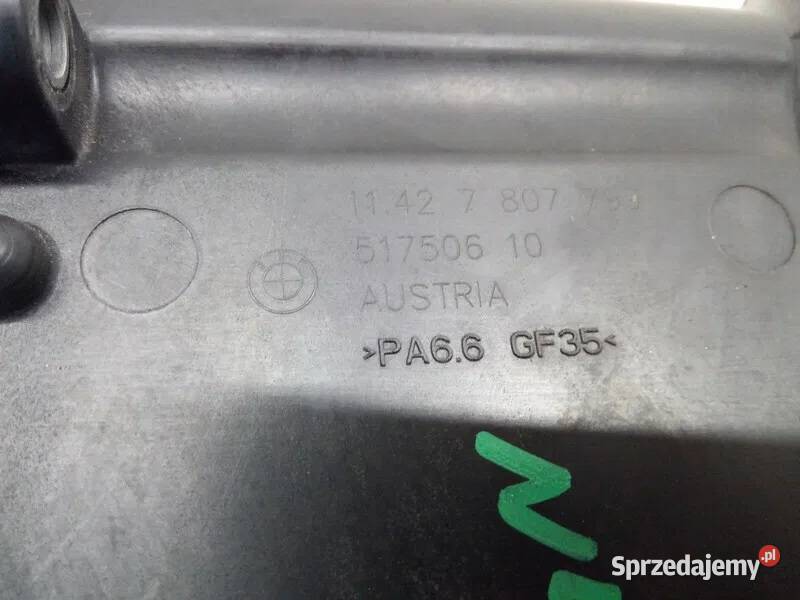 11.42 7 807
517506 10
AUSTRIA
>PA6.6 GF35<
Sprzedajemy.pl